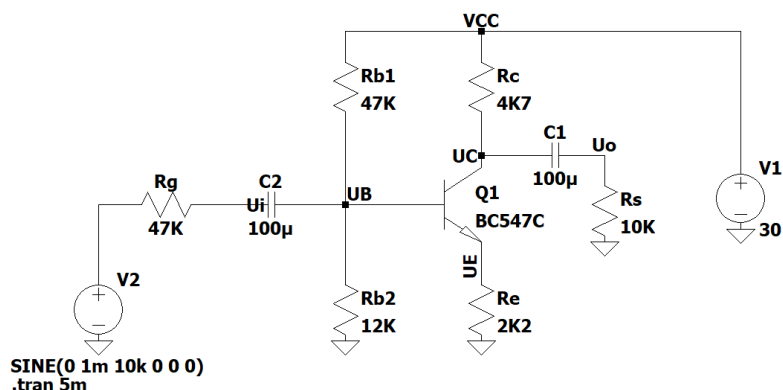 VCC
Rb1
47K
Rc
4K7
C1
Uo
UC
100µ
V1
Rg
C2
UB
Q1
Rs
Ui
47K
100µ
BC547C
10K
30
V2
UE
Rb2
12K
Re
2K2
SINE(0 1m 10k 0 0 0)
.tran 5m